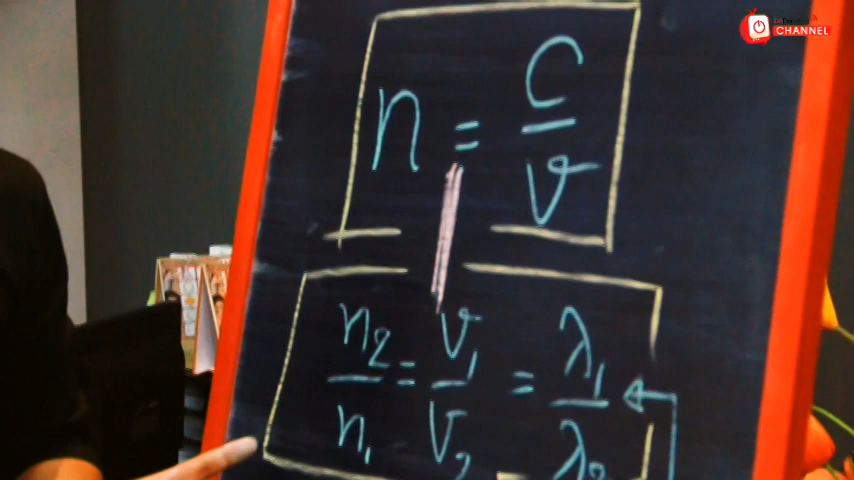 CHANNEL
n = c/v
n2/n1 = v1/v2 = λ1/λ2